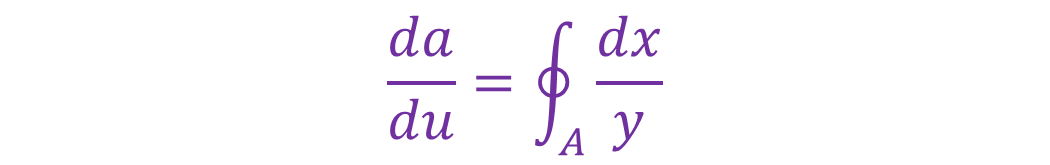 da/du = ∮_A dx/y